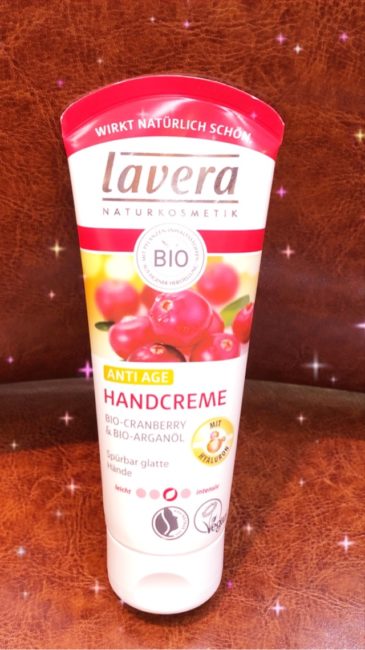 WIRKT NATÜRLICH SCHÖN
lavera
NATURKOSMETIK
BIO
ANTI AGE
HANDCREME
BIO-CRANBERRY
& BIO-ARGANÖL
MIT
HYALURON
Spürbar glatte
Hände
leicht intensiv
Vegan